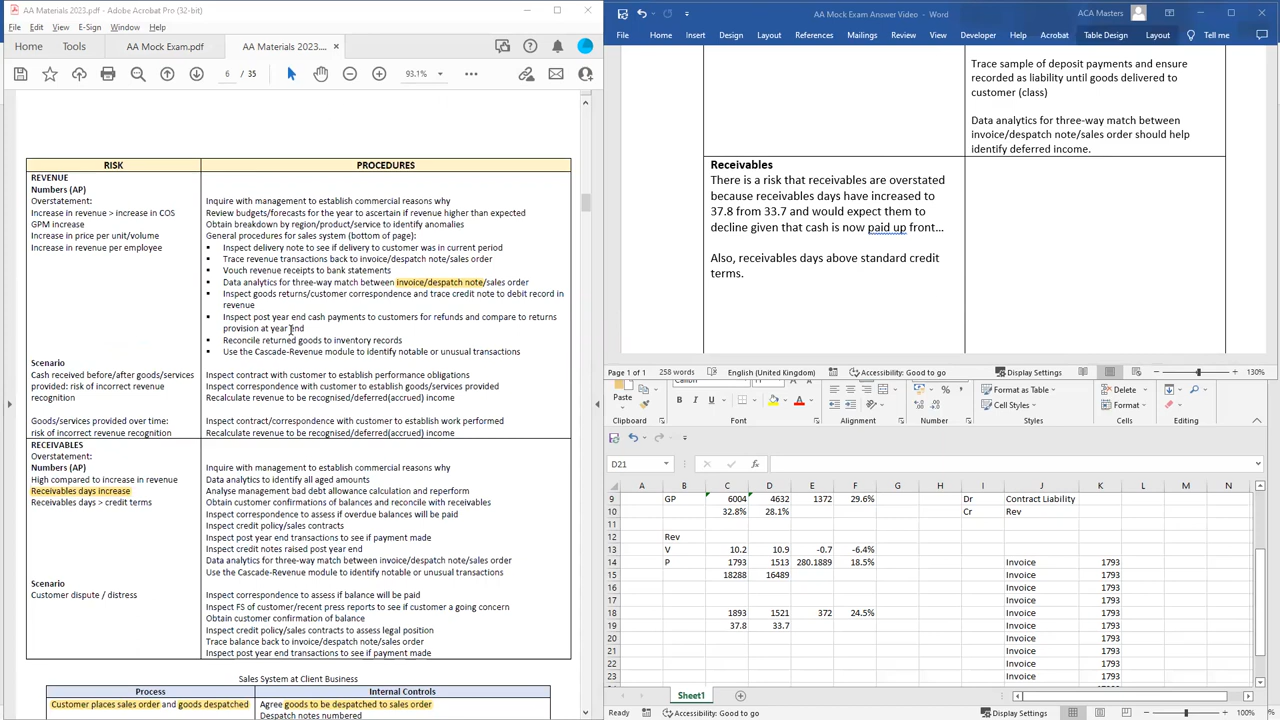 AA Materials 2023.pdf - Adobe Acrobat Pro (32-bit)
File Edit View E-Sign Window Help
Home Tools AA Mock Exam.pdf AA Materials 2023.... ×
6 / 35 93.1%
RISK PROCEDURES
REVENUE
Numbers (AP)
Overstatement: Inquire with management to establish commercial reasons why
Increase in revenue > increase in COS Review budgets/forecasts for the year to ascertain if revenue higher than expected
GPM increase Obtain breakdown by region/product/service to identify anomalies
Increase in price per unit/volume General procedures for sales system (bottom of page):
Increase in revenue per employee ▪ Inspect delivery note to see if delivery to customer was in current period
▪ Trace revenue transactions back to invoice/despatch note/sales order
▪ Vouch revenue receipts to bank statements
▪ Data analytics for three-way match between invoice/despatch note/sales order
▪ Inspect goods returns/customer correspondence and trace credit note to debit record in
revenue
▪ Inspect post year end cash payments to customers for refunds and compare to returns
provision at year end
▪ Reconcile returned goods to inventory records
▪ Use the Cascade-Revenue module to identify notable or unusual transactions
Scenario
Cash received before/after goods/services Inspect contract with customer to establish performance obligations
provided: risk of incorrect revenue Inspect correspondence with customer to establish goods/services provided
recognition Recalculate revenue to be recognised/deferred(accrued) income
Goods/services provided over time: Inspect contract/correspondence with customer to establish work performed
risk of incorrect revenue recognition Recalculate revenue to be recognised/deferred(accrued) income
RECEIVABLES
Overstatement:
Numbers (AP) Inquire with management to establish commercial reasons why
High compared to increase in revenue Data analytics to identify all aged amounts
Receivables days increase Analyse management bad debt allowance calculation and reperform
Receivables days > credit terms Obtain customer confirmations of balances and reconcile with receivables
Inspect correspondence to assess if overdue balances will be paid
Inspect credit policy/sales contracts
Inspect post year end transactions to see if payment made
Inspect credit notes raised post year end
Data analytics for three-way match between invoice/despatch note/sales order
Use the Cascade-Revenue module to identify notable or unusual transactions
Scenario
Customer dispute / distress Inspect correspondence to assess if balance will be paid
Inspect FS of customer/recent press reports to see if customer a going concern
Obtain customer confirmation of balance
Inspect credit policy/sales contracts to assess legal position
Trace balance back to invoice/despatch note/sales order
Inspect post year end transactions to see if payment made
Sales System at Client Business
Process Internal Controls
Customer places sales order and goods despatched Agree goods to be despatched to sales order
Despatch notes numbered
AA Mock Exam Answer Video - Word ACA Masters
File Home Insert Design Layout References Mailings Review View Developer Help Acrobat Table Design Layout Tell me
Trace sample of deposit payments and ensure
recorded as liability until goods delivered to
customer (class)
Data analytics for three-way match between
invoice/despatch note/sales order should help
identify deferred income.
Receivables
There is a risk that receivables are overstated
because receivables days have increased to
37.8 from 33.7 and would expect them to
decline given that cash is now paid up front...
Also, receivables days above standard credit
terms.
Page 1 of 1 258 words English (United Kingdom) Accessibility: Good to go Display Settings 130%
Paste Calibri 11 Format as Table Delete
B I U Cell Styles Format
Clipboard Font Alignment Number Styles Cells Editing
D21 fx
A B C D E F G H I J K L M N
9 GP 6004 4632 1372 29.6% Dr Contract Liability
10 32.8% 28.1% Cr Rev
11
12 Rev
13 V 10.2 10.9 -0.7 -6.4%
14 P 1793 1513 280.1889 18.5% Invoice 1793
15 18288 16489 Invoice 1793
16 Invoice 1793
17 Invoice 1793
18 1893 1521 372 24.5% Invoice 1793
19 37.8 33.7 Invoice 1793
20 Invoice 1793
21 Invoice 1793
22 Invoice 1793
23 Invoice 1793
Sheet1
Ready Accessibility: Good to go Display Settings 100%